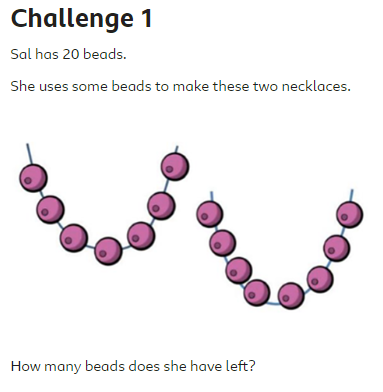 Challenge 1
Sal has 20 beads.
She uses some beads to make these two necklaces.
How many beads does she have left?